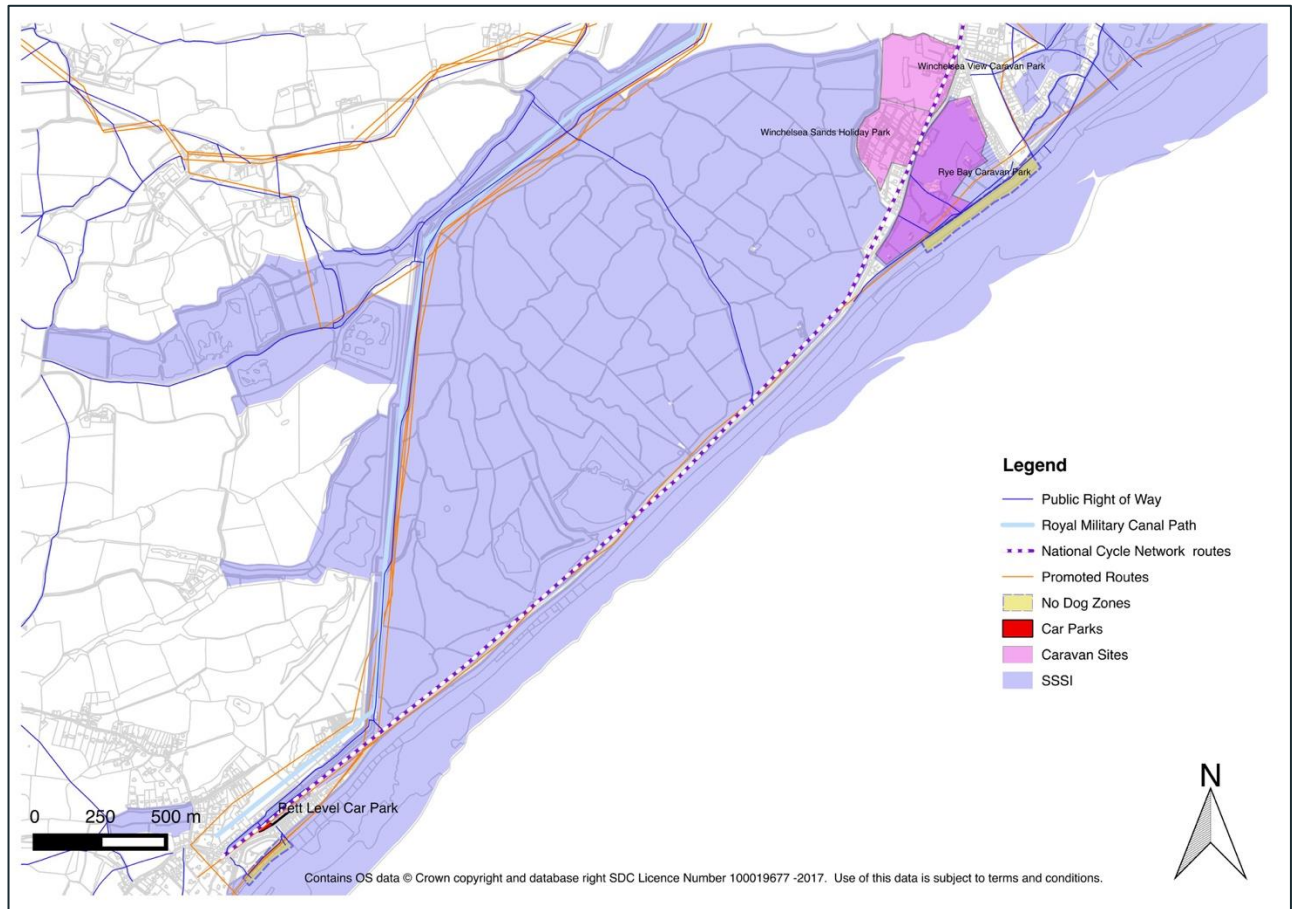 Winchelsea View Caravan Park
Winchelsea Sands Holiday Park
Rye Bay Caravan Park
Legend
Public Right of Way
Royal Military Canal Path
National Cycle Network routes
Promoted Routes
No Dog Zones
Car Parks
Caravan Sites
SSSI
N
Pett Level Car Park
0 250 500 m
Contains OS data © Crown copyright and database right SDC Licence Number 100019677 -2017. Use of this data is subject to terms and conditions.